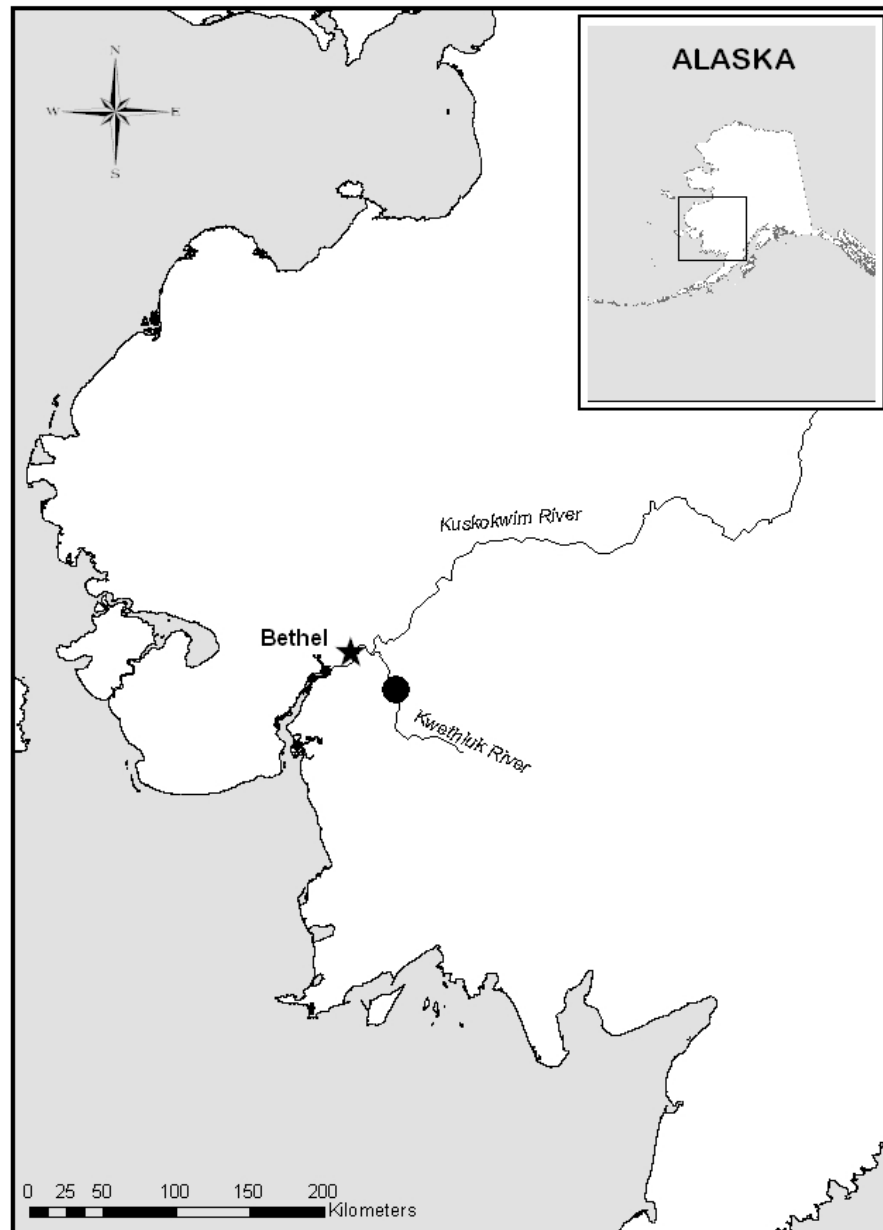 N
W E
S
ALASKA
Kuskokwim River
Bethel
Kwethluk River
0 25 50 100 150 200
Kilometers